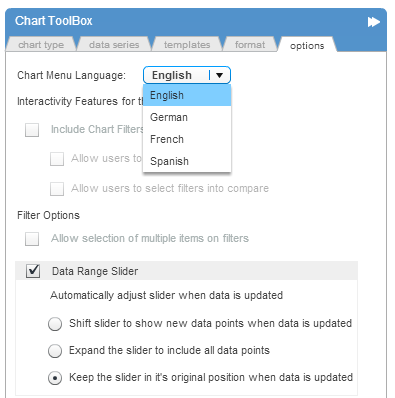 Chart ToolBox
chart type data series templates format options
Chart Menu Language: English
English
Interactivity Features for th
German
Include Chart Filters
French
Allow users to
Spanish
Allow users to select filters into compare
Filter Options
Allow selection of multiple items on filters
Data Range Slider
Automatically adjust slider when data is updated
Shift slider to show new data points when data is updated
Expand the slider to include all data points
Keep the slider in it's original position when data is updated